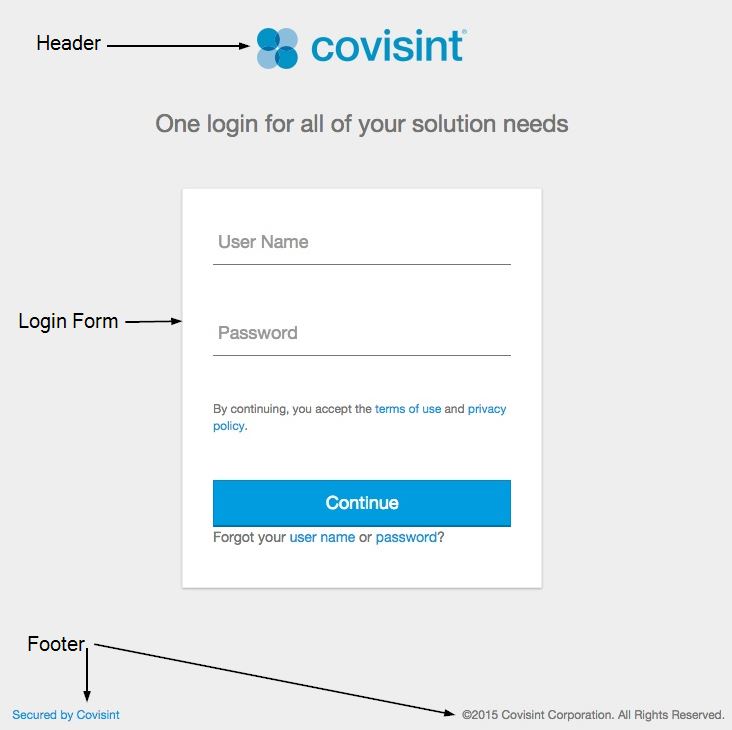 Header
covisint®
One login for all of your solution needs
User Name
Login Form
Password
By continuing, you accept the terms of use and privacy
policy.
Continue
Forgot your user name or password?
Footer
Secured by Covisint
©2015 Covisint Corporation. All Rights Reserved.